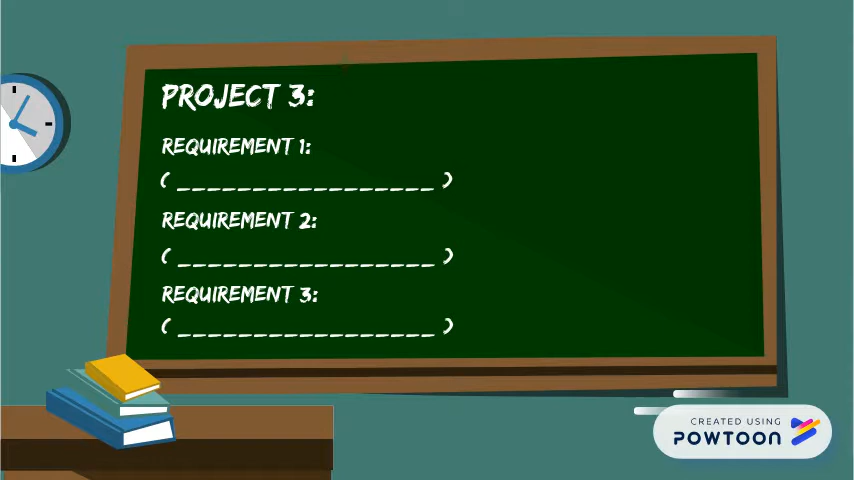 PROJECT 3:
REQUIREMENT 1:
( _________________ )
REQUIREMENT 2:
( _________________ )
REQUIREMENT 3:
( _________________ )
CREATED USING
POWTOON